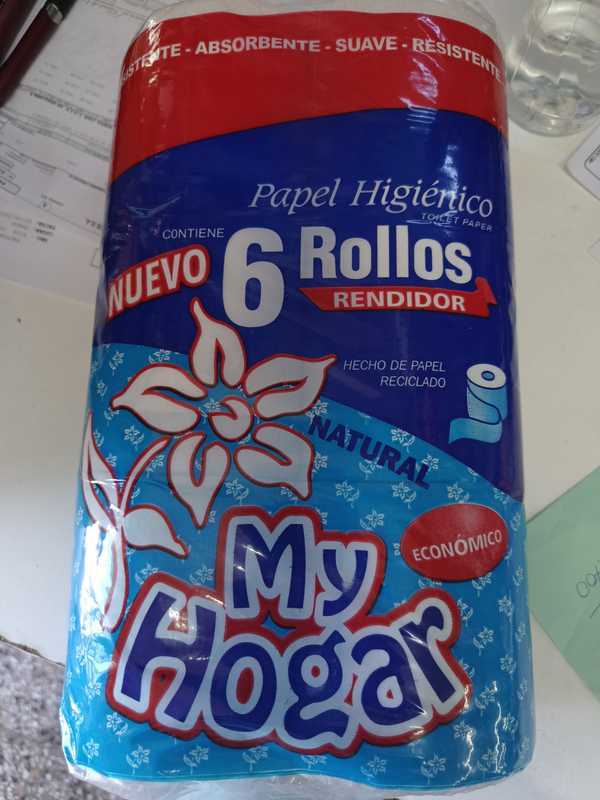 - ABSORBENTE - SUAVE - RESISTENTE
Papel Higiénico
TOILET PAPER
CONTIENE
NUEVO
6 Rollos
RENDIDOR
HECHO DE PAPEL
RECICLADO
NATURAL
ECONÓMICO
My
Hogar